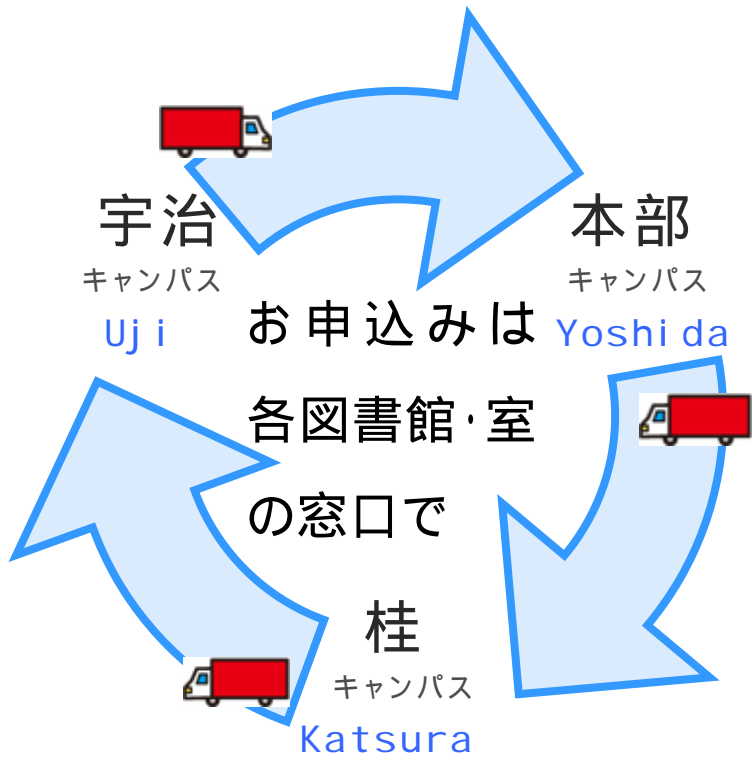 宇治
キャンパス
Uji
本部
キャンパス
Yoshida
お申込みは
各図書館・室
の窓口で
桂
キャンパス
Katsura